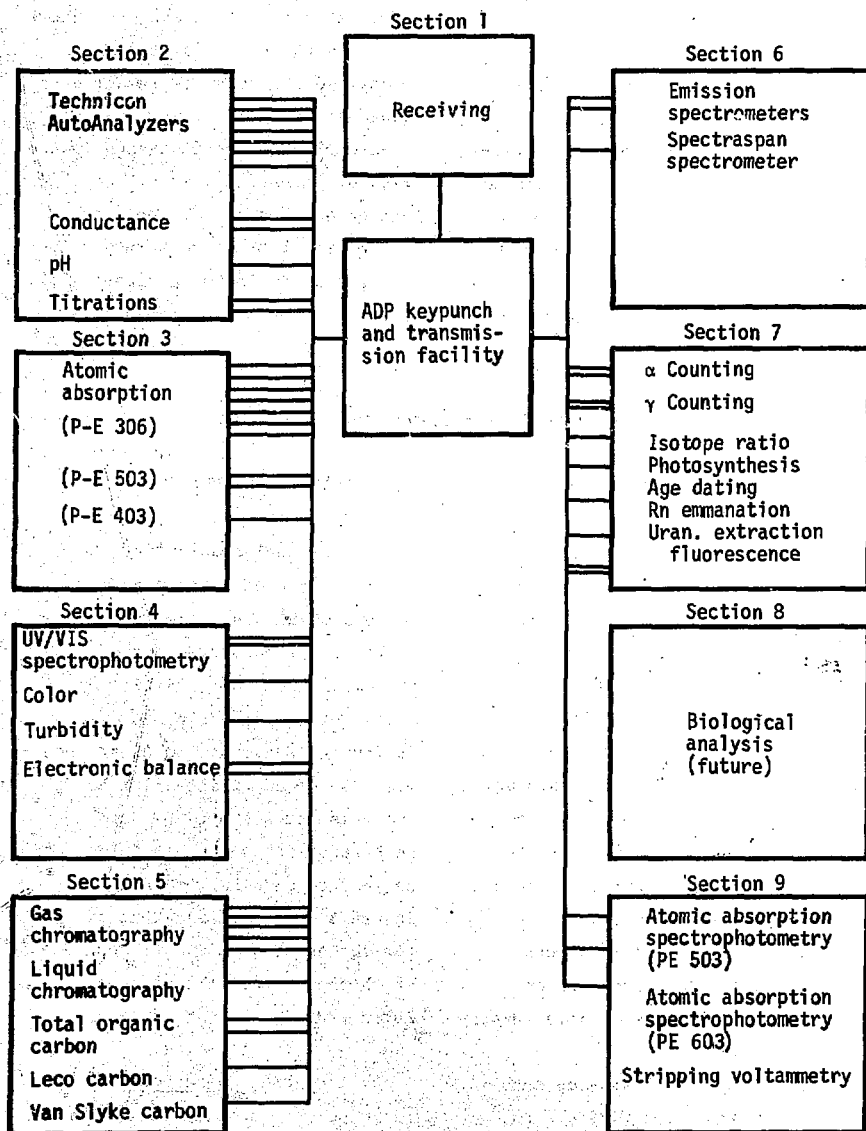 Section 1
Receiving
ADP keypunch
and transmis-
sion facility
Section 2
Technicon
AutoAnalyzers
Conductance
pH
Titrations
Section 3
Atomic
absorption
(P-E 306)
(P-E 503)
(P-E 403)
Section 4
UV/VIS
spectrophotometry
Color
Turbidity
Electronic balance
Section 5
Gas
chromatography
Liquid
chromatography
Total organic
carbon
Leco carbon
Van Slyke carbon
Section 6
Emission
spectrometers
Spectraspan
spectrometer
Section 7
α Counting
γ Counting
Isotope ratio
Photosynthesis
Age dating
Rn emmanation
Uran. extraction
fluorescence
Section 8
Biological
analysis
(future)
Section 9
Atomic absorption
spectrophotometry
(PE 503)
Atomic absorption
spectrophotometry
(PE 603)
Stripping voltammetry